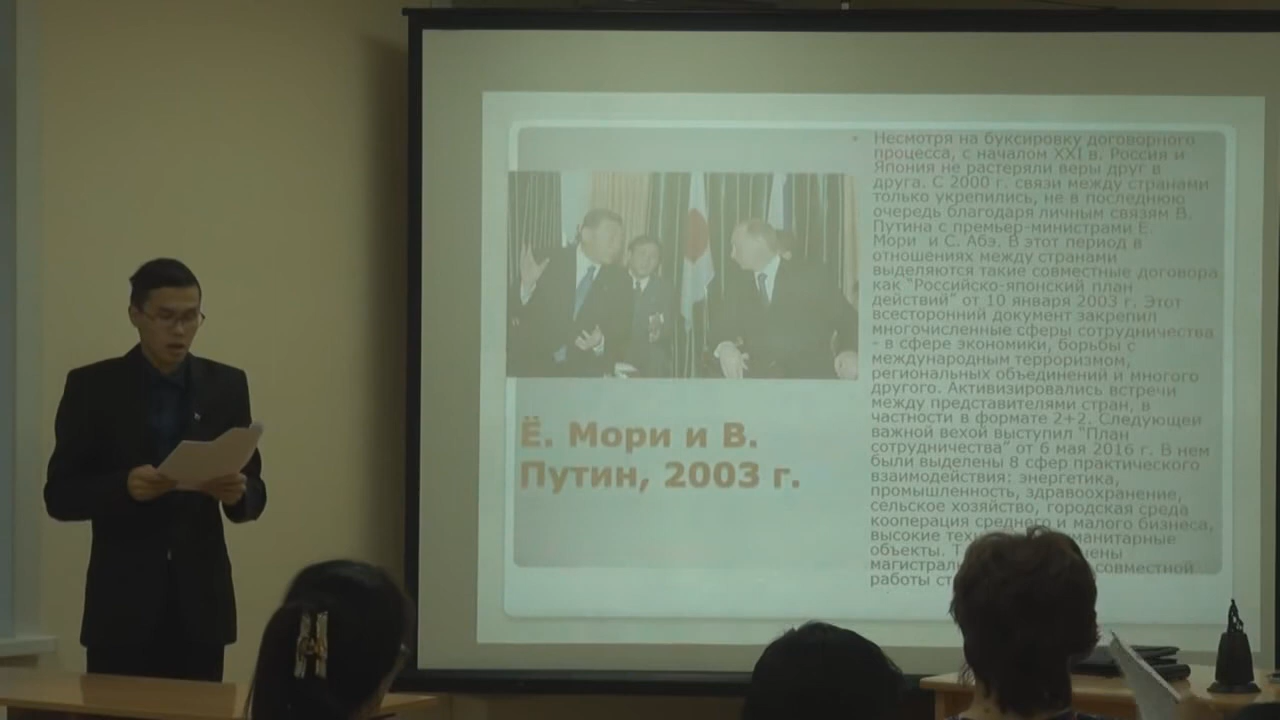 Ё. Мори и В.
Путин, 2003 г.
Несмотря на буксировку договорного
процесса, с началом XXI в. Россия и
Япония не растеряли веры друг в
друга. С 2000 г. связи между странами
только укрепились, не в последнюю
очередь благодаря личным связям В.
Путина с премьер-министрами Ё.
Мори и С. Абэ. В этот период в
отношениях между странами
выделяются такие совместные договора
как "Российско-японский план
действий" от 10 января 2003 г. Этот
всесторонний документ закрепил
многочисленные сферы сотрудничества
- в сфере экономики, борьбы с
международным терроризмом,
региональных объединений и многого
другого. Активизировались встречи
между представителями стран, в
частности в формате 2+2. Следующей
важной вехой выступил "План
сотрудничества" от 6 мая 2016 г. В нем
были выделены 8 сфер практического
взаимодействия: энергетика,
промышленность, здравоохранение,
сельское хозяйство, городская среда
кооперация среднего и малого бизнеса,
высокие
объекты.
совместной
работы